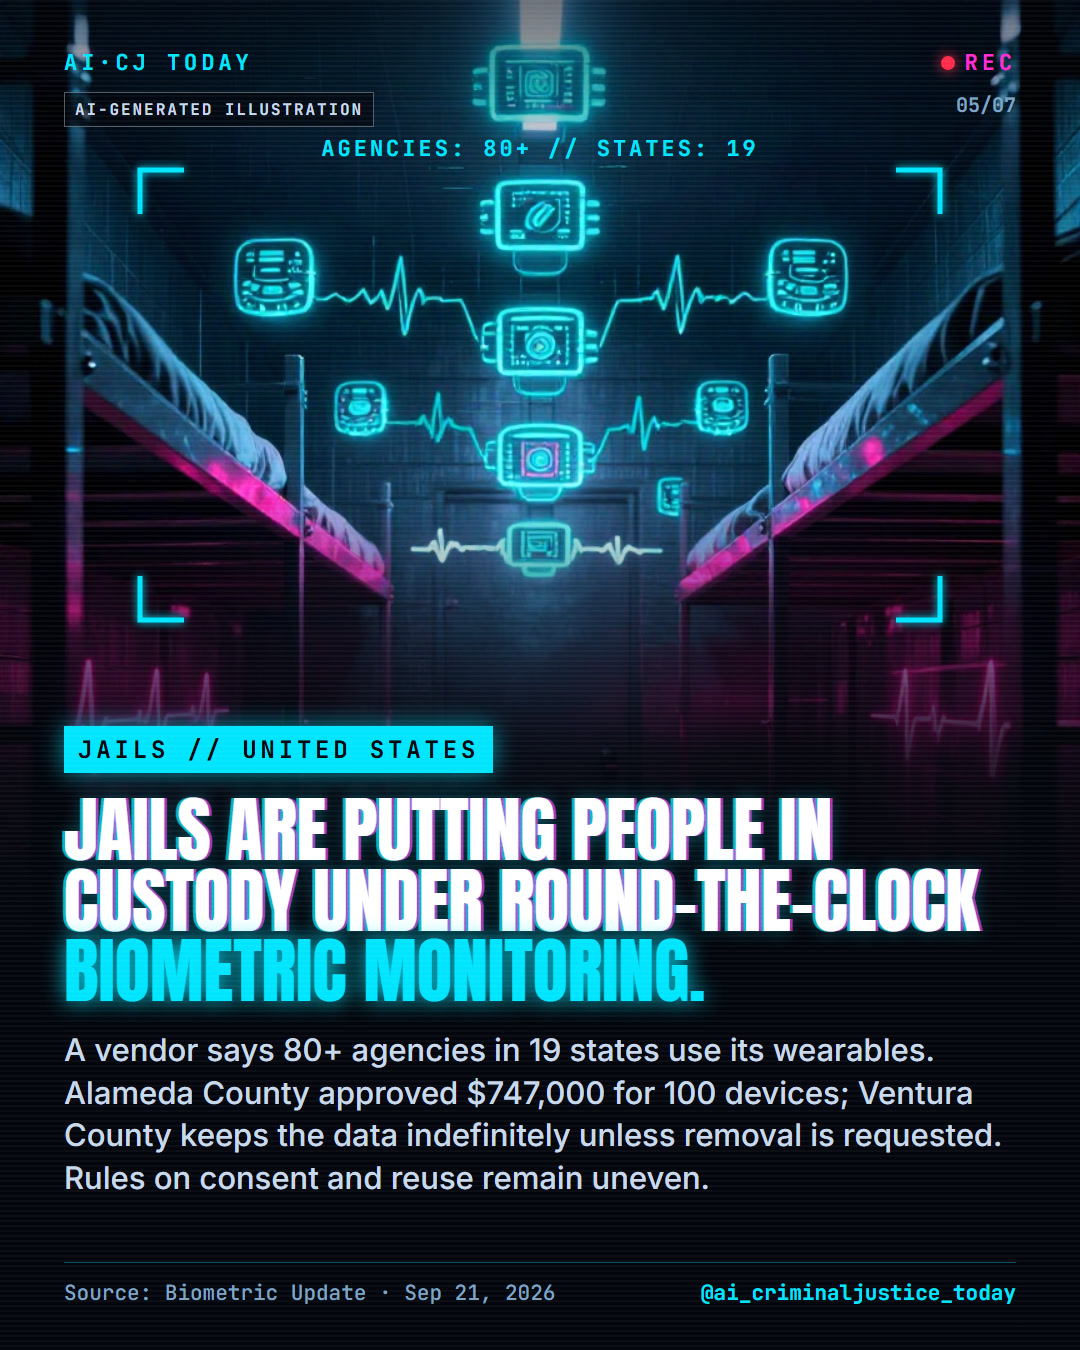 AI·CJ TODAY
REC
AI-GENERATED ILLUSTRATION
05/07
AGENCIES: 80+ // STATES: 19
JAILS // UNITED STATES
JAILS ARE PUTTING PEOPLE IN
CUSTODY UNDER ROUND-THE-CLOCK
BIOMETRIC MONITORING.
A vendor says 80+ agencies in 19 states use its wearables.
Alameda County approved $747,000 for 100 devices; Ventura
County keeps the data indefinitely unless removal is requested.
Rules on consent and reuse remain uneven.
Source: Biometric Update · Sep 21, 2026
@ai_criminaljustice_today